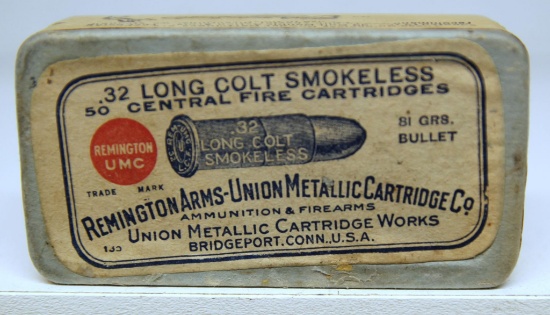 .32 LONG COLT SMOKELESS
50 CENTRAL FIRE CARTRIDGES
81 GRS.
BULLET
REMINGTON
UMC
TRADE MARK
.32
LONG COLT
SMOKELESS
REMINGTON ARMS-UNION METALLIC CARTRIDGE CO
AMMUNITION & FIREARMS
UNION METALLIC CARTRIDGE WORKS
BRIDGEPORT.CONN.U.S.A.